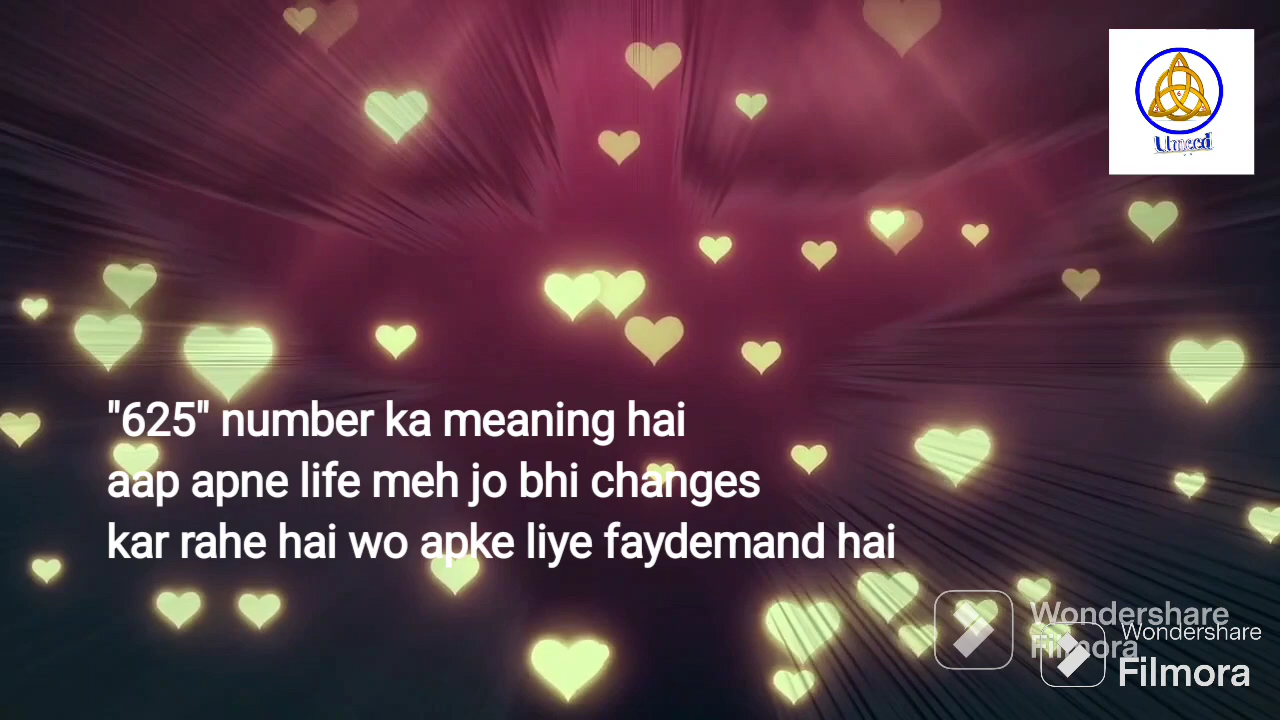 Umeed
"625" number ka meaning hai
aap apne life meh jo bhi changes
kar rahe hai wo apke liye faydemand hai
Wondershare
Filmora
Wondershare
Filmora